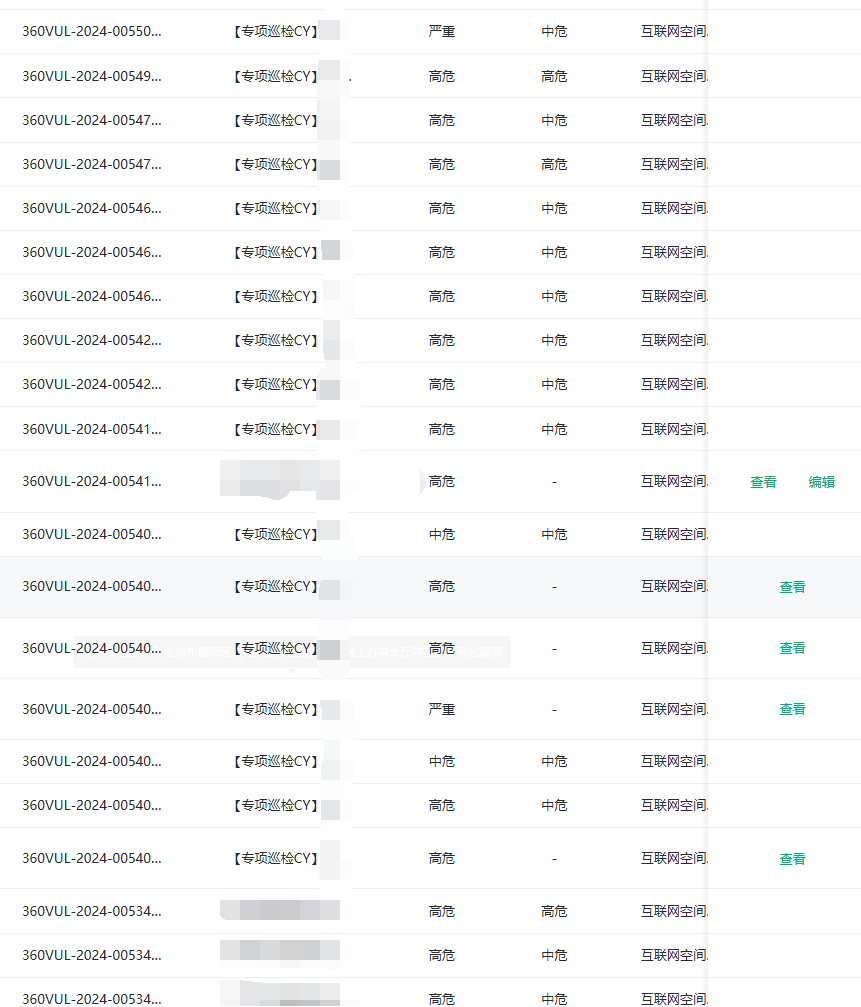 360VUL-2024-00550... 【专项巡检CY】 严重 中危 互联网空间.
360VUL-2024-00549... 【专项巡检CY】 . 高危 高危 互联网空间.
360VUL-2024-00547... 【专项巡检CY】 高危 中危 互联网空间.
360VUL-2024-00547... 【专项巡检CY】 高危 高危 互联网空间.
360VUL-2024-00546... 【专项巡检CY】 高危 中危 互联网空间.
360VUL-2024-00546... 【专项巡检CY】 高危 中危 互联网空间.
360VUL-2024-00546... 【专项巡检CY】 高危 中危 互联网空间.
360VUL-2024-00542... 【专项巡检CY】 高危 中危 互联网空间.
360VUL-2024-00542... 【专项巡检CY】 高危 中危 互联网空间.
360VUL-2024-00541... 【专项巡检CY】 高危 中危 互联网空间.
360VUL-2024-00541... 高危 - 互联网空间. 查看 编辑
360VUL-2024-00540... 【专项巡检CY】 中危 中危 互联网空间.
360VUL-2024-00540... 【专项巡检CY】 高危 - 互联网空间. 查看
360VUL-2024-00540... 【专项巡检CY】 高危 - 互联网空间. 查看
360VUL-2024-00540... 【专项巡检CY】 严重 - 互联网空间. 查看
360VUL-2024-00540... 【专项巡检CY】 中危 中危 互联网空间.
360VUL-2024-00540... 【专项巡检CY】 高危 中危 互联网空间.
360VUL-2024-00540... 【专项巡检CY】 高危 - 互联网空间. 查看
360VUL-2024-00534... 高危 高危 互联网空间.
360VUL-2024-00534... 高危 中危 互联网空间.
360VUL-2024-00534... 高危 中危 互联网空间.